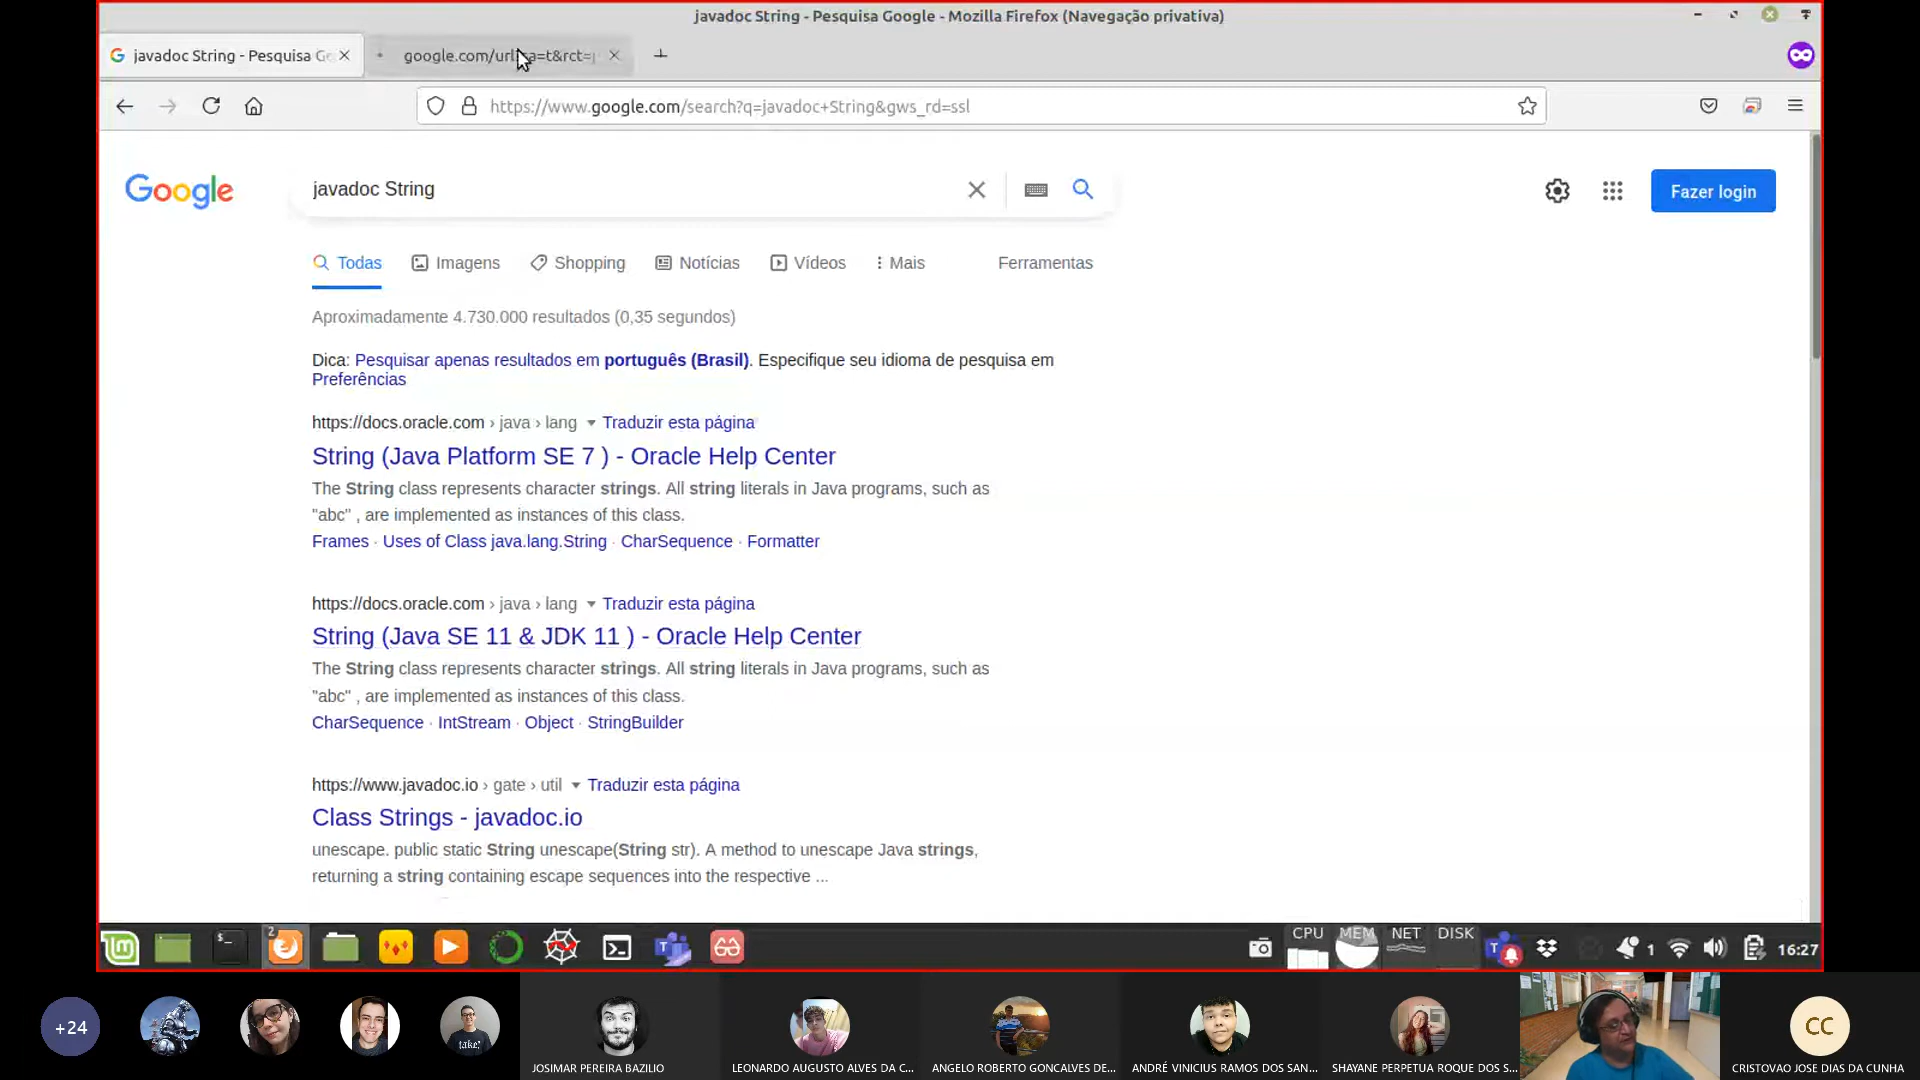 javadoc String - Pesquisa Google - Mozilla Firefox (Navegação privativa)
javadoc String - Pesquisa Go
google.com/url?sa=t&rct=j
https://www.google.com/search?q=javadoc+String&gws_rd=ssl
Google
javadoc String
Fazer login
Todas
Imagens
Shopping
Notícias
Vídeos
Mais
Ferramentas
Aproximadamente 4.730.000 resultados (0,35 segundos)
Dica: Pesquisar apenas resultados em português (Brasil). Especifique seu idioma de pesquisa em
Preferências
https://docs.oracle.com › java › lang ▾ Traduzir esta página
String (Java Platform SE 7 ) - Oracle Help Center
The String class represents character strings. All string literals in Java programs, such as
"abc" , are implemented as instances of this class.
Frames · Uses of Class java.lang.String · CharSequence · Formatter
https://docs.oracle.com › java › lang ▾ Traduzir esta página
String (Java SE 11 & JDK 11 ) - Oracle Help Center
The String class represents character strings. All string literals in Java programs, such as
"abc" , are implemented as instances of this class.
CharSequence · IntStream · Object · StringBuilder
https://www.javadoc.io › gate › util ▾ Traduzir esta página
Class Strings - javadoc.io
unescape. public static String unescape(String str). A method to unescape Java strings,
returning a string containing escape sequences into the respective ...
2
CPU
MEM
NET
DISK
1
16:27
+24
take?
JOSIMAR PEREIRA BAZILIO
LEONARDO AUGUSTO ALVES DA C...
ANGELO ROBERTO GONCALVES DE...
ANDRÉ VINICIUS RAMOS DOS SAN...
SHAYANE PERPETUA ROQUE DOS S...
CC
CRISTOVAO JOSE DIAS DA CUNHA